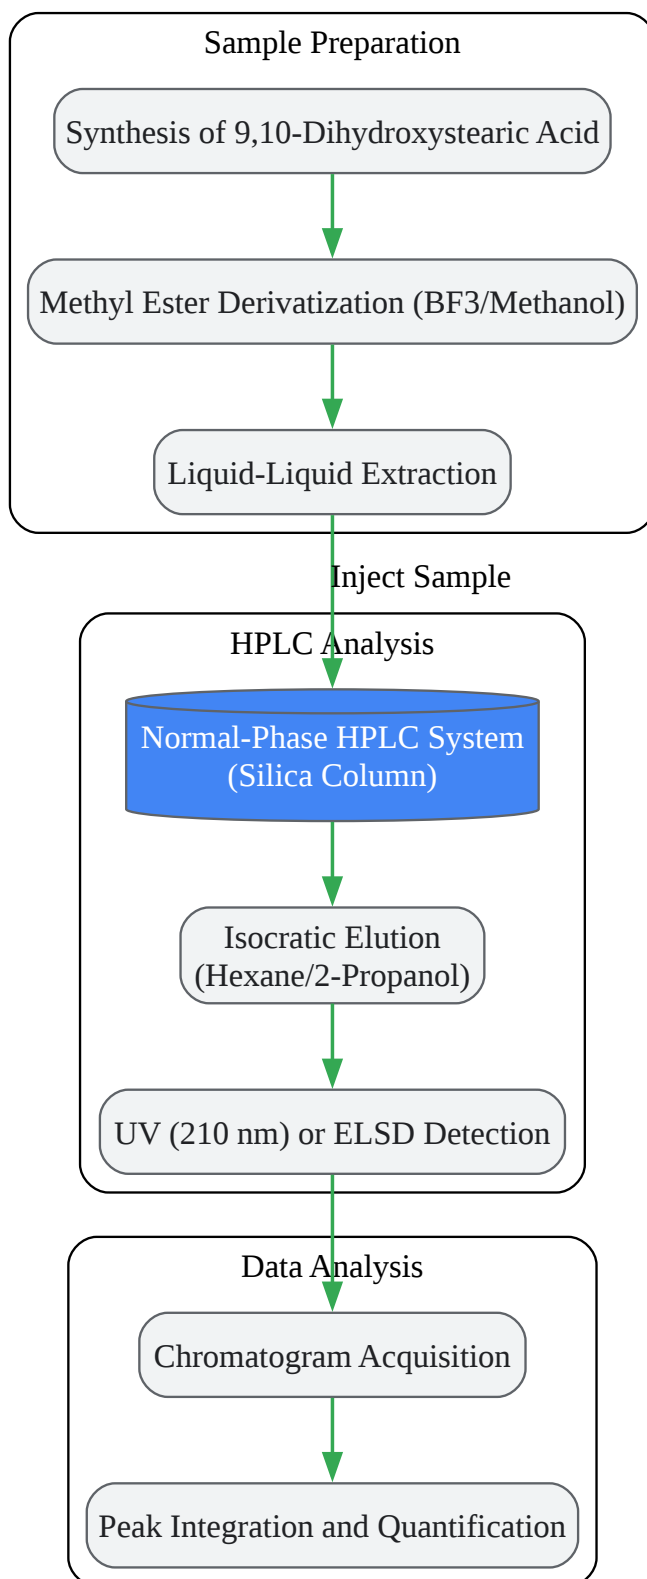 Sample Preparation
Synthesis of 9,10-Dihydroxystearic Acid
Methyl Ester Derivatization (BF3/Methanol)
Liquid-Liquid Extraction
Inject Sample
HPLC Analysis
Normal-Phase HPLC System
(Silica Column)
Isocratic Elution
(Hexane/2-Propanol)
UV (210 nm) or ELSD Detection
Data Analysis
Chromatogram Acquisition
Peak Integration and Quantification